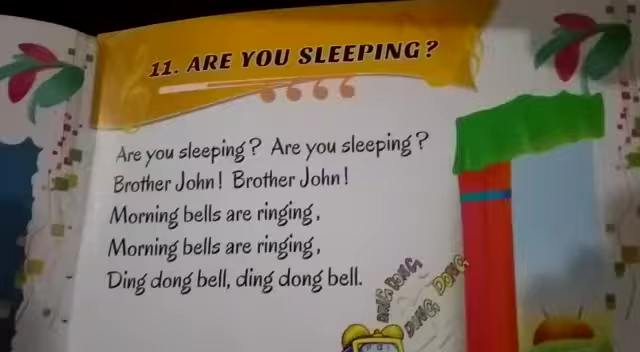 11. ARE YOU SLEEPING?
Are you sleeping? Are you sleeping?
Brother John! Brother John!
Morning bells are ringing,
Morning bells are ringing,
Ding dong bell, ding dong bell.
DING DONG
DING DONG